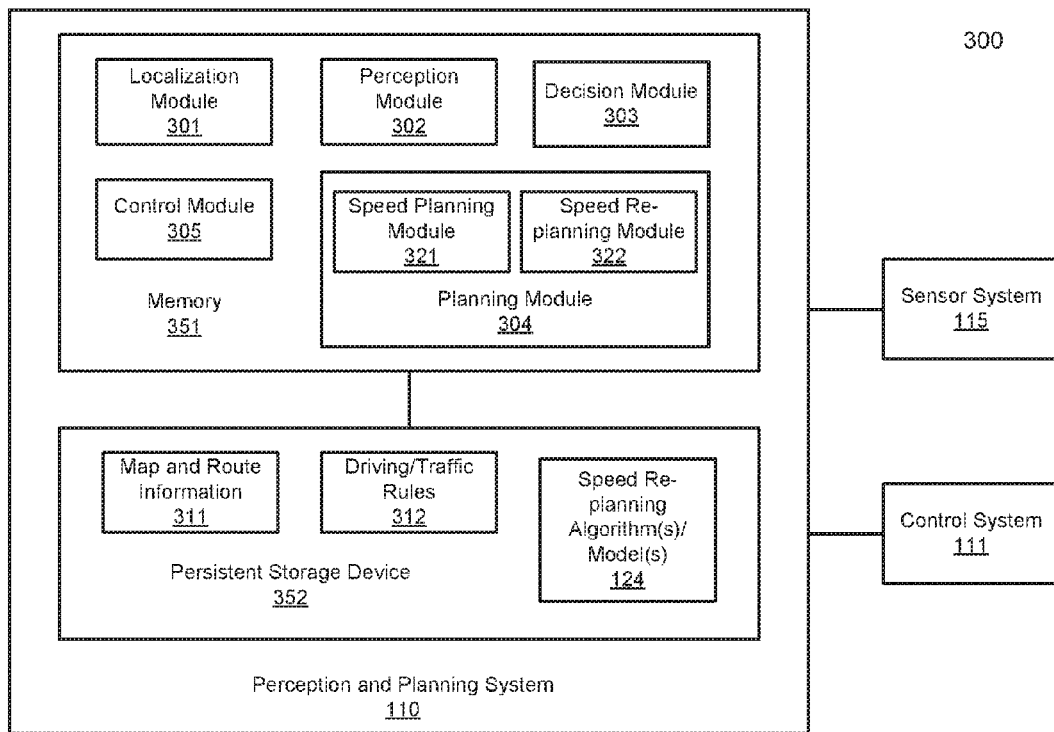 300
Localization
Module
301
Perception
Module
302
Decision Module
303
Control Module
305
Speed Planning
Module
321
Speed Re-
planning Module
322
Memory
351
Planning Module
304
Sensor System
115
Map and Route
Information
311
Driving/Traffic
Rules
312
Speed Re-
planning
Algorithm(s)/
Model(s)
124
Persistent Storage Device
352
Control System
111
Perception and Planning System
110